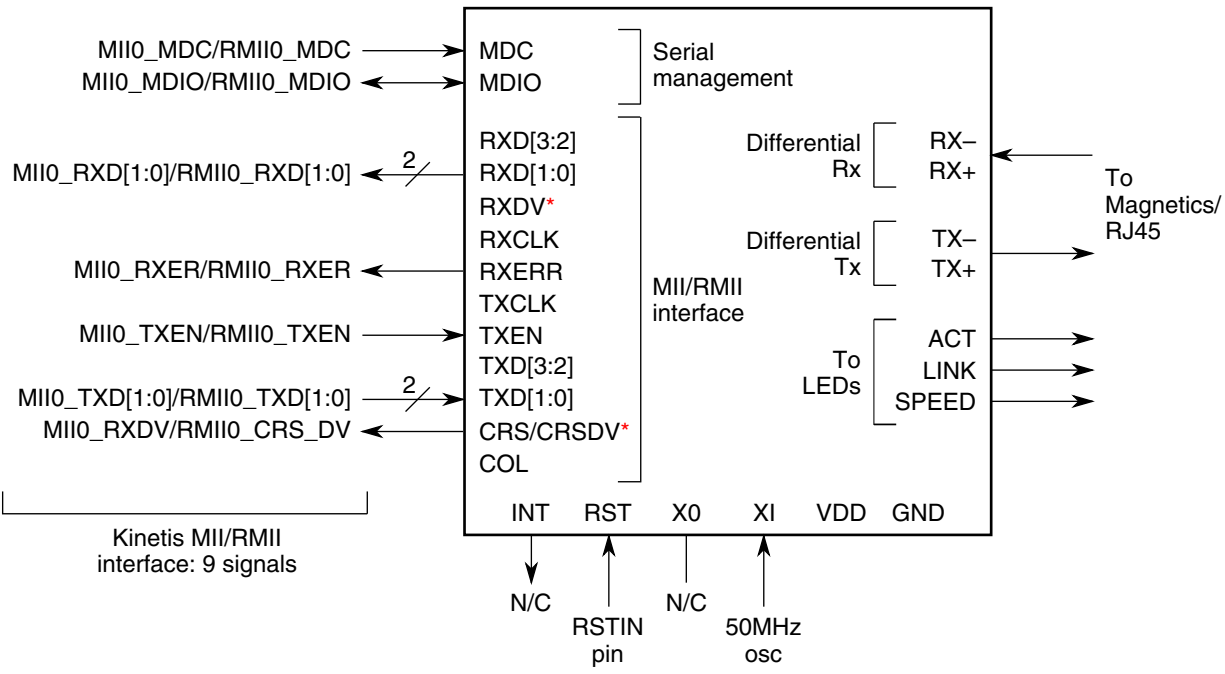 MII0_MDC/RMII0_MDC
MII0_MDIO/RMII0_MDIO
MII0_RXD[1:0]/RMII0_RXD[1:0]
2
MII0_RXER/RMII0_RXER
MII0_TXEN/RMII0_TXEN
MII0_TXD[1:0]/RMII0_TXD[1:0]
2
MII0_RXDV/RMII0_CRS_DV
Kinetis MII/RMII
interface: 9 signals
MDC
MDIO
Serial
management
RXD[3:2]
RXD[1:0]
RXDV*
RXCLK
RXERR
TXCLK
TXEN
TXD[3:2]
TXD[1:0]
CRS/CRSDV*
COL
MII/RMII
interface
Differential
Rx
RX–
RX+
Differential
Tx
TX–
TX+
To
LEDs
ACT
LINK
SPEED
To
Magnetics/
RJ45
INT RST X0 XI VDD GND
N/C
RSTIN
pin
N/C
50MHz
osc